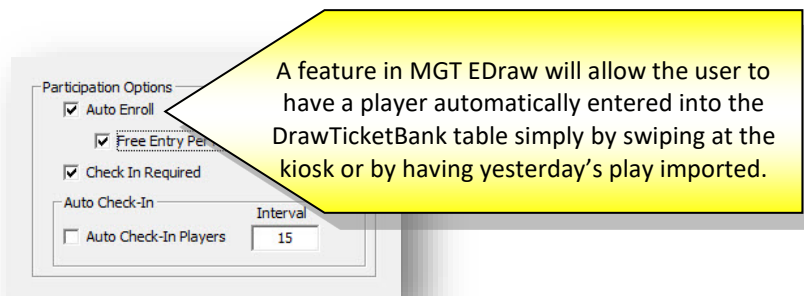 A feature in MGT EDraw will allow the user to
have a player automatically entered into the
DrawTicketBank table simply by swiping at the
kiosk or by having yesterday’s play imported.
Participation Options
Auto Enroll
Free Entry Per
Check In Required
Auto Check-In
Interval
Auto Check-In Players
15